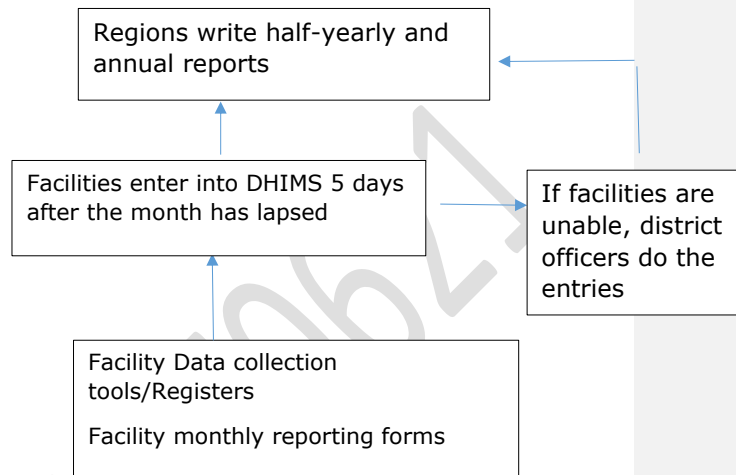 Regions write half-yearly and
annual reports
Facilities enter into DHIMS 5 days
after the month has lapsed
If facilities are
unable, district
officers do the
entries
Facility Data collection
tools/Registers
Facility monthly reporting forms